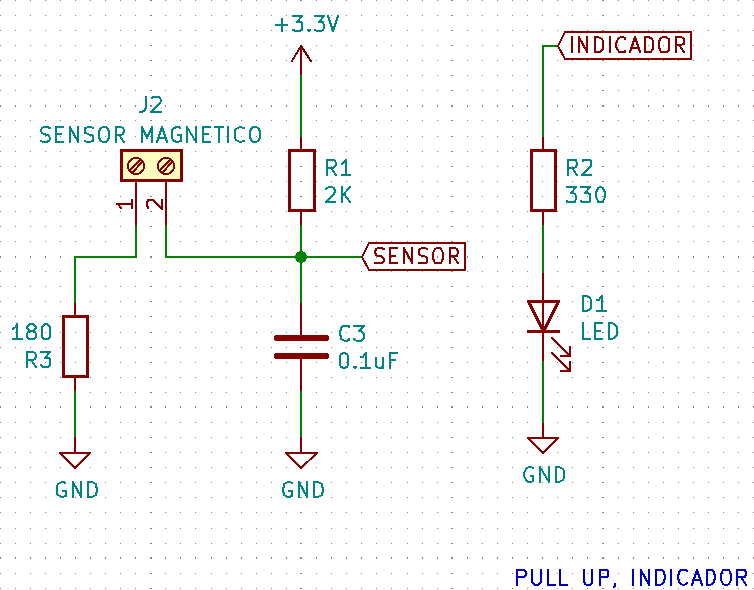 +3.3V
INDICADOR
J2
SENSOR MAGNETICO
1
2
R1
2K
R2
330
SENSOR
180
R3
C3
0.1uF
D1
LED
GND
GND
GND
PULL UP, INDICADOR